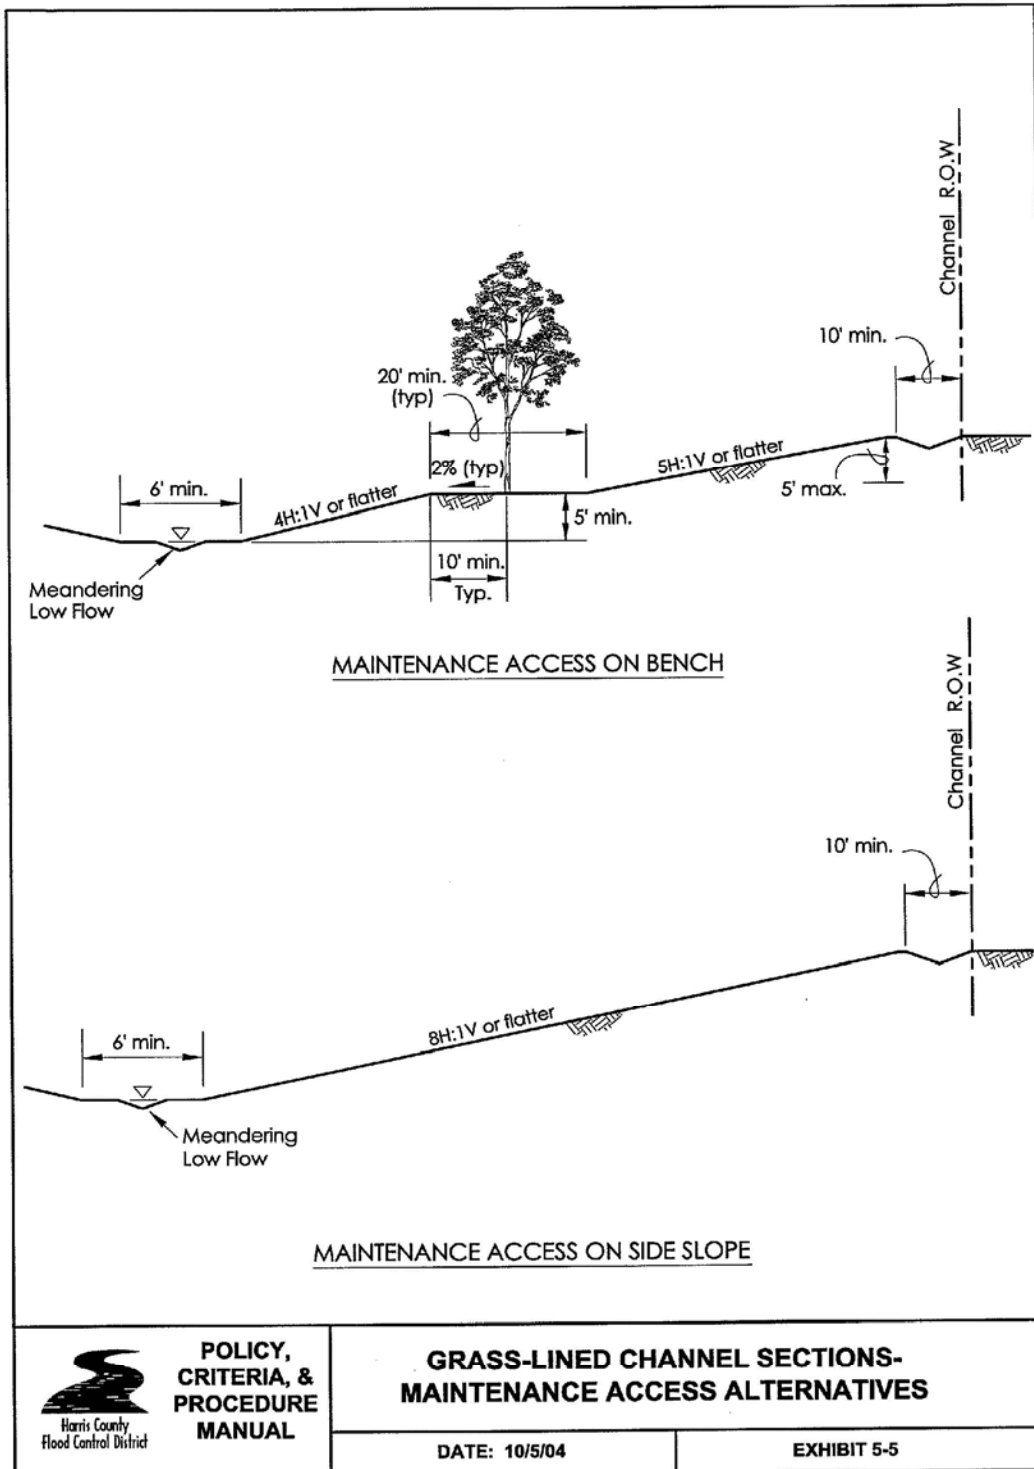 Channel R.O.W
10' min.
20' min.
(typ)
2% (typ)
5H:1V or flatter
5' max.
6' min.
4H:1V or flatter
5' min.
10' min.
Typ.
Meandering
Low Flow
MAINTENANCE ACCESS ON BENCH
Channel R.O.W
10' min.
8H:1V or flatter
6' min.
Meandering
Low Flow
MAINTENANCE ACCESS ON SIDE SLOPE
Harris County
Flood Control District
POLICY,
CRITERIA, &
PROCEDURE
MANUAL
GRASS-LINED CHANNEL SECTIONS-
MAINTENANCE ACCESS ALTERNATIVES
DATE: 10/5/04
EXHIBIT 5-5